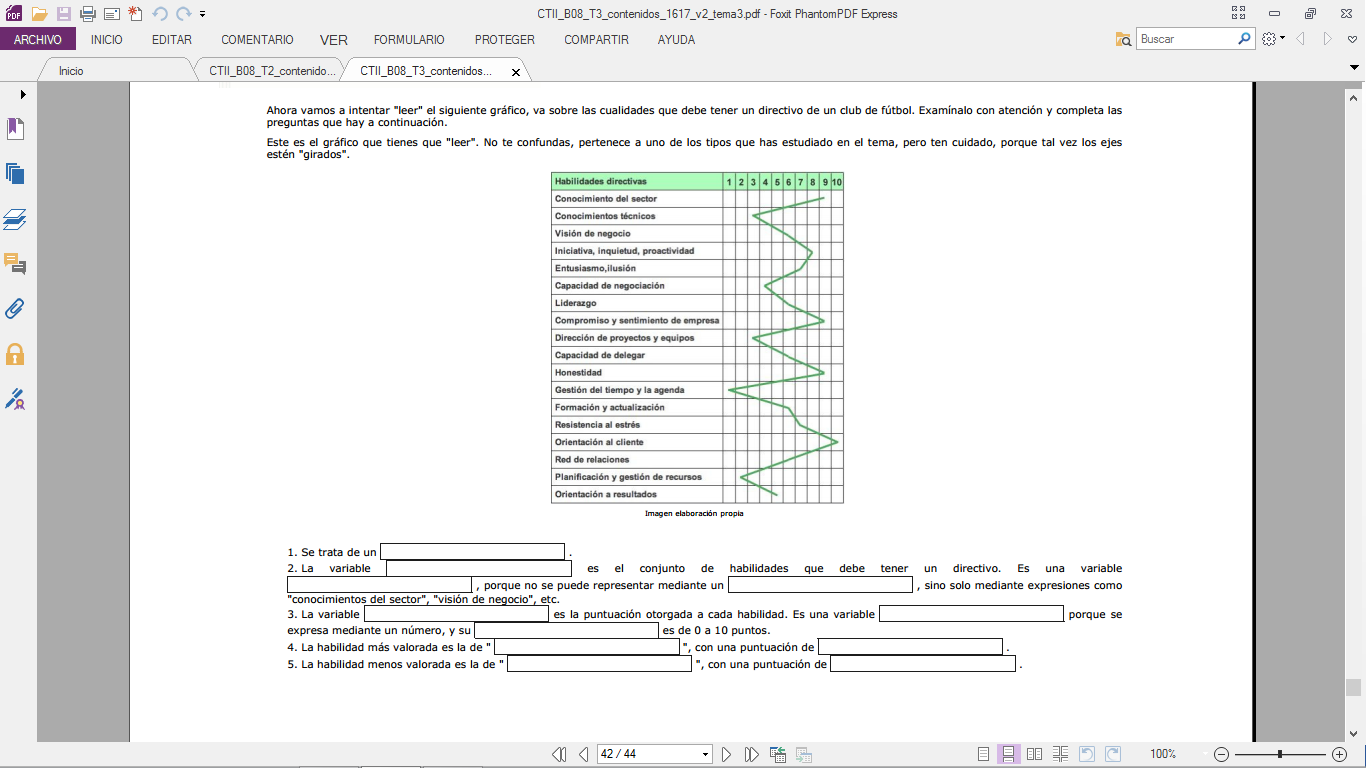 CTII_B08_T3_contenidos_1617_v2_tema3.pdf - Foxit PhantomPDF Express
ARCHIVO INICIO EDITAR COMENTARIO VER FORMULARIO PROTEGER COMPARTIR AYUDA Buscar
Inicio CTII_B08_T2_contenido... CTII_B08_T3_contenidos...
Ahora vamos a intentar "leer" el siguiente gráfico, va sobre las cualidades que debe tener un directivo de un club de fútbol. Examínalo con atención y completa las
preguntas que hay a continuación.
Este es el gráfico que tienes que "leer". No te confundas, pertenece a uno de los tipos que has estudiado en el tema, pero ten cuidado, porque tal vez los ejes
estén "girados".
Habilidades directivas 1 2 3 4 5 6 7 8 9 10
Conocimiento del sector
Conocimientos técnicos
Visión de negocio
Iniciativa, inquietud, proactividad
Entusiasmo,ilusión
Capacidad de negociación
Liderazgo
Compromiso y sentimiento de empresa
Dirección de proyectos y equipos
Capacidad de delegar
Honestidad
Gestión del tiempo y la agenda
Formación y actualización
Resistencia al estrés
Orientación al cliente
Red de relaciones
Planificación y gestión de recursos
Orientación a resultados
Imagen elaboración propia
1. Se trata de un .
2. La variable es el conjunto de habilidades que debe tener un directivo. Es una variable
, porque no se puede representar mediante un , sino solo mediante expresiones como
"conocimientos del sector", "visión de negocio", etc.
3. La variable es la puntuación otorgada a cada habilidad. Es una variable porque se
expresa mediante un número, y su es de 0 a 10 puntos.
4. La habilidad más valorada es la de " ", con una puntuación de .
5. La habilidad menos valorada es la de " ", con una puntuación de .
42 / 44 100%